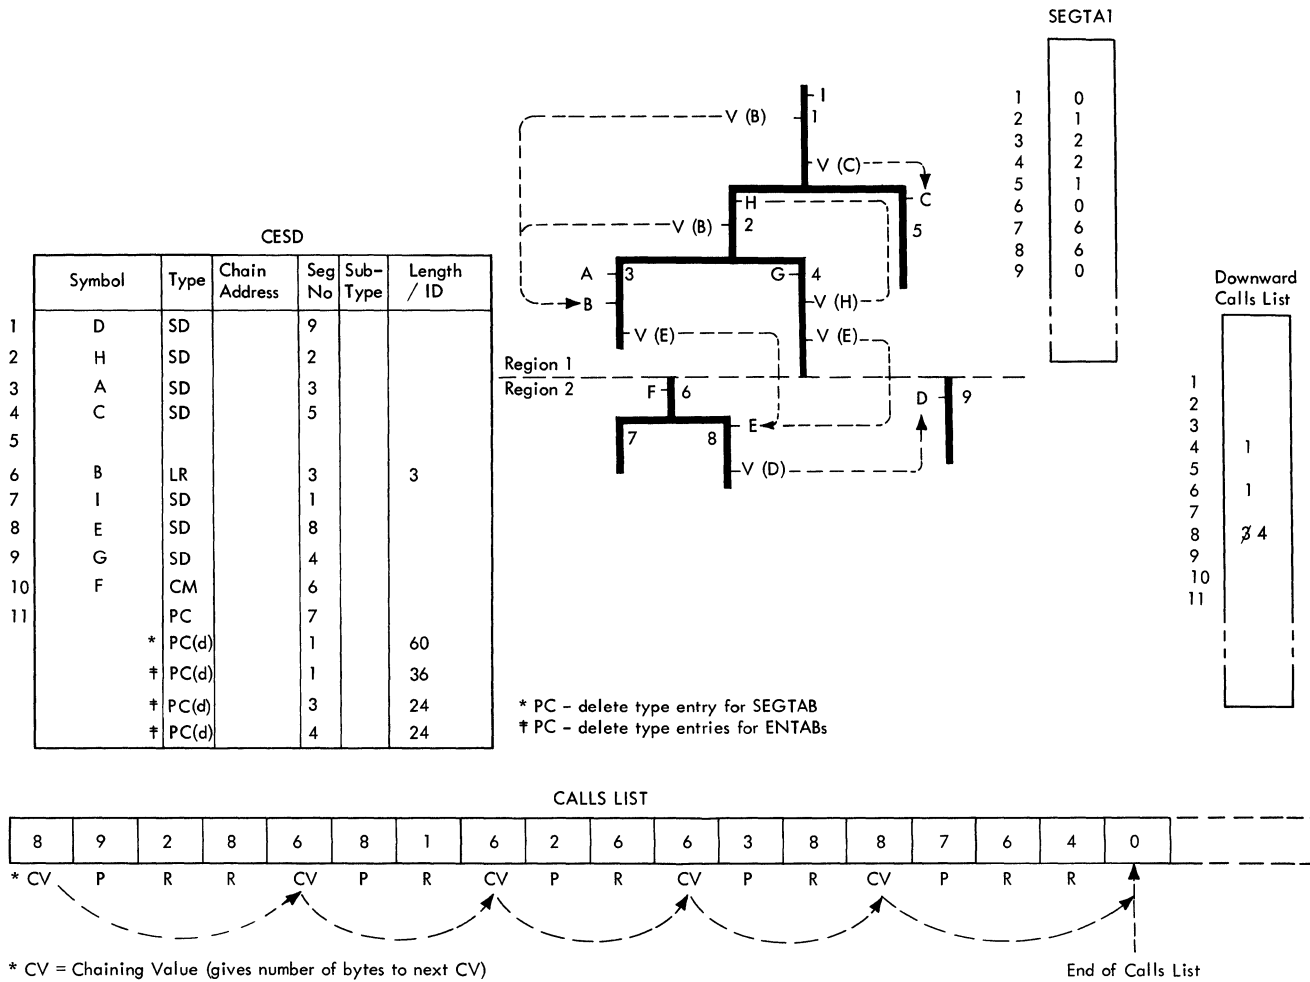 SEGTA1
1 0
2 1
3 2
4 2
5 1
6 0
7 6
8 6
9 0
I
V (B) 1
V (C)
H C
V (B) 2 5
A 3 G 4
B V (H)
V (E) V (E)
Region 1
Region 2 F 6 D 9
E
7 8
V (D)
CESD
Symbol Type Chain Address Seg No Sub-Type Length / ID
1 D SD 9
2 H SD 2
3 A SD 3
4 C SD 5
5
6 B LR 3 3
7 I SD 1
8 E SD 8
9 G SD 4
10 F CM 6
11 PC 7
* PC(d) 1 60
‡ PC(d) 1 36
‡ PC(d) 3 24
‡ PC(d) 4 24
* PC - delete type entry for SEGTAB
‡ PC - delete type entries for ENTABs
Downward
Calls List
1
2
3
4 1
5
6 1
7
8 3 4
9
10
11
CALLS LIST
8 9 2 8 6 8 1 6 2 6 6 3 8 8 7 6 4 0
* CV P R R CV P R CV P R CV P R CV P R R
* CV = Chaining Value (gives number of bytes to next CV)
End of Calls List